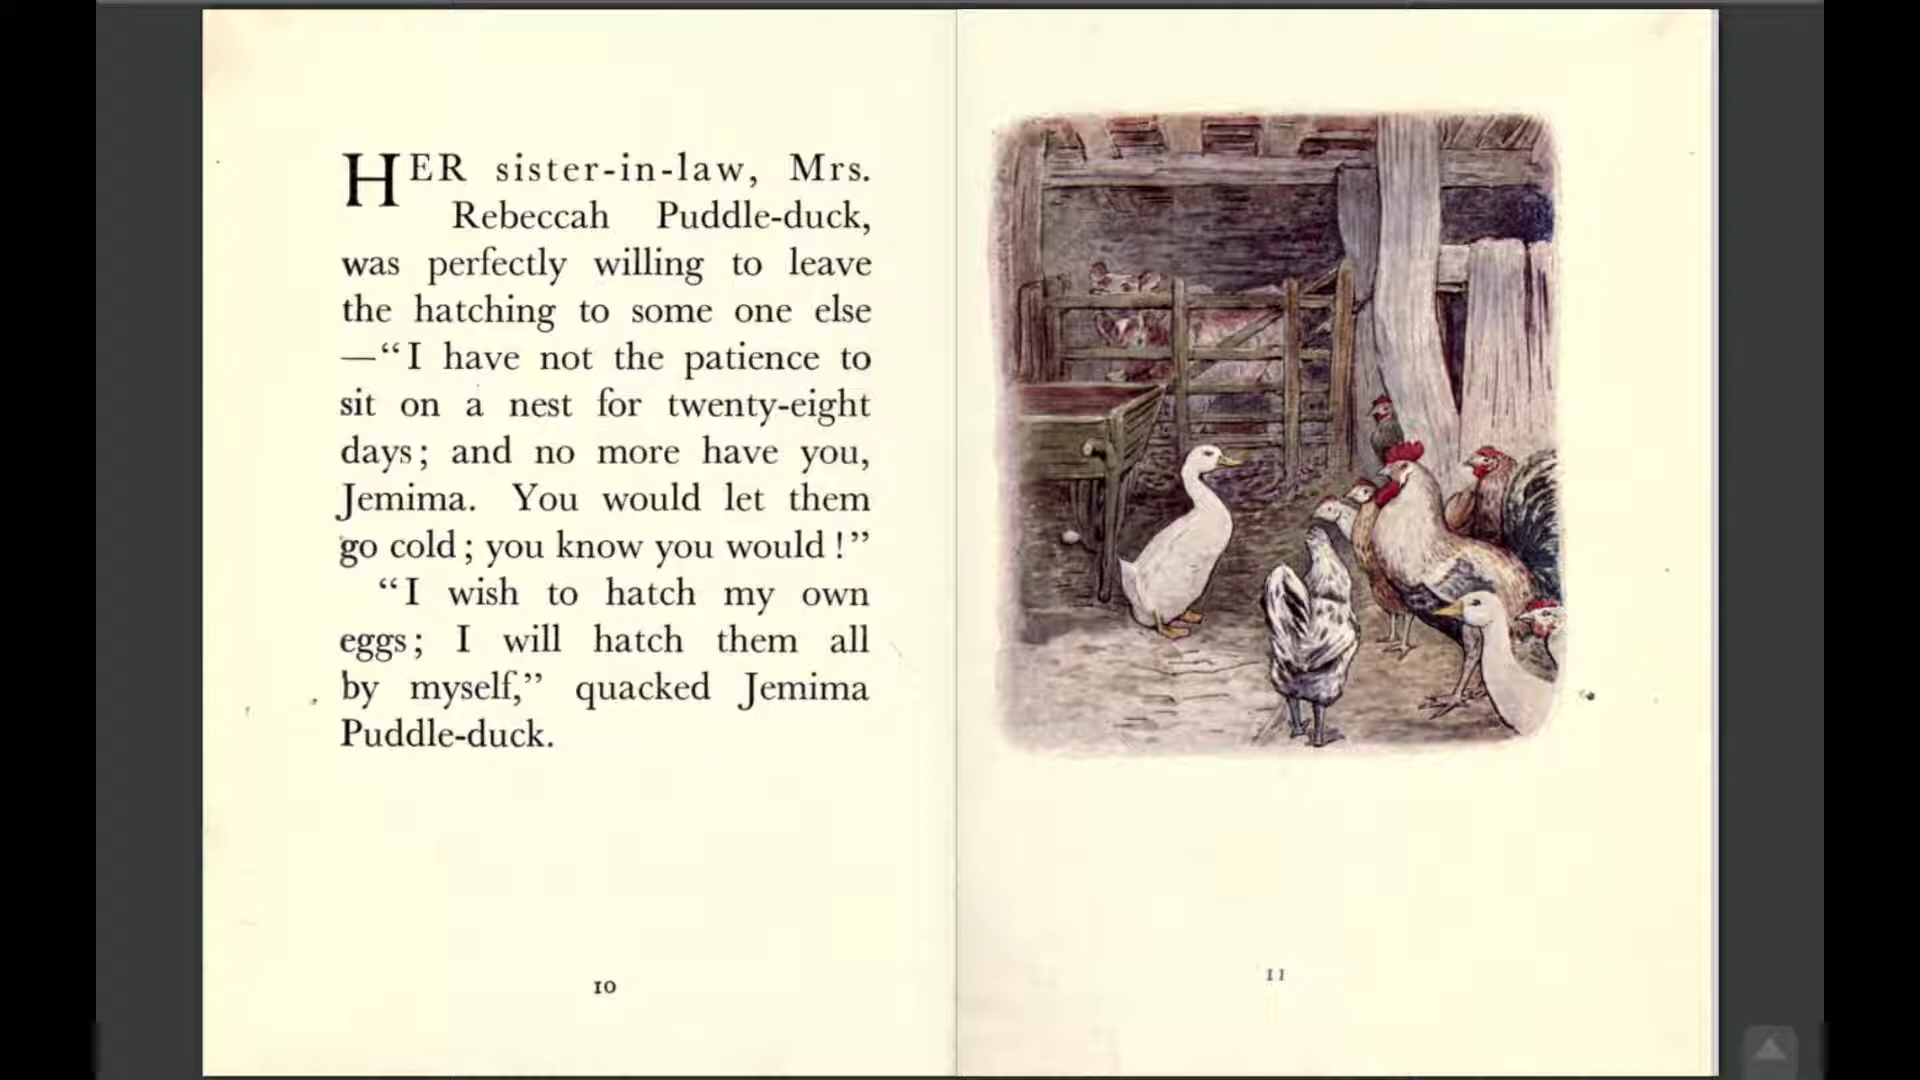 HER sister-in-law, Mrs.
Rebeccah Puddle-duck,
was perfectly willing to leave
the hatching to some one else
—“I have not the patience to
sit on a nest for twenty-eight
days; and no more have you,
Jemima. You would let them
go cold; you know you would!”
“I wish to hatch my own
eggs; I will hatch them all
by myself,” quacked Jemima
Puddle-duck.
10
11